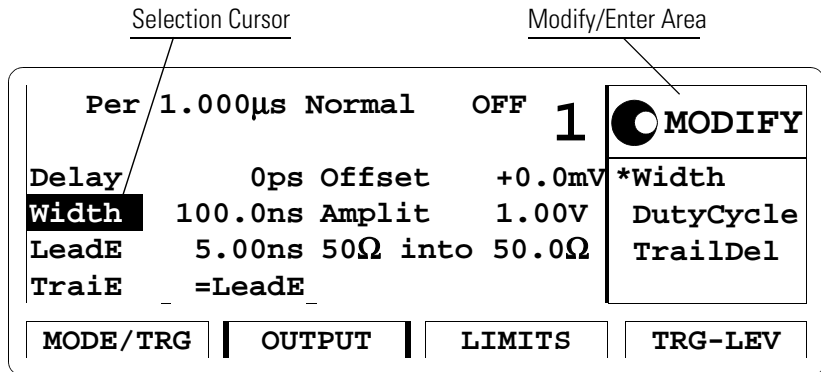 Selection Cursor Modify/Enter Area
Per 1.000µs Normal OFF 1 MODIFY
Delay 0ps Offset +0.0mV *Width
Width 100.0ns Amplit 1.00V DutyCycle
LeadE 5.00ns 50Ω into 50.0Ω TrailDel
TraiE =LeadE
MODE/TRG OUTPUT LIMITS TRG-LEV